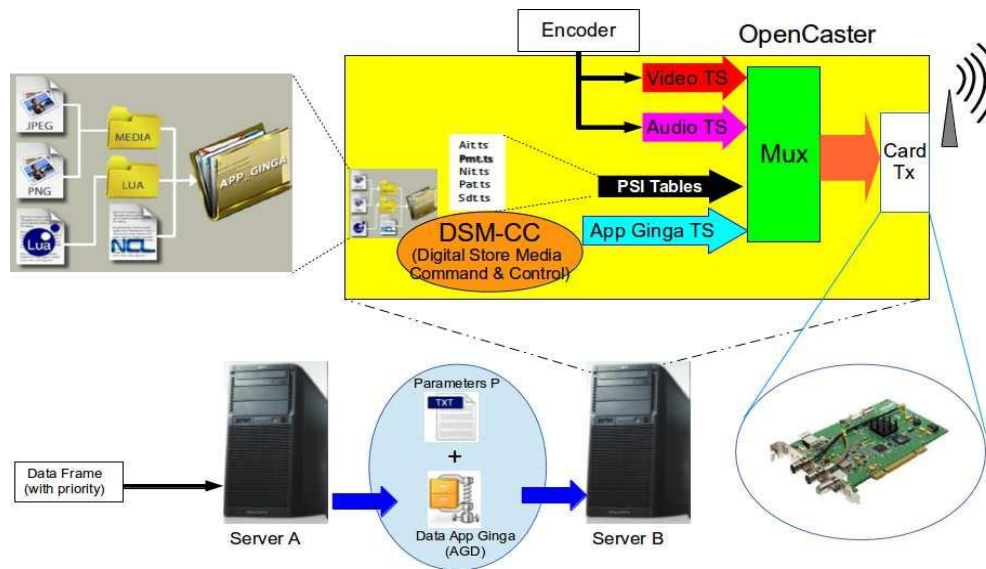 Encoder
OpenCaster
Video TS
Audio TS
Mux
Card
Tx
JPEG
MEDIA
PNG
LUA
APP_GINGA
Lua
NCL
Ait.ts
Pmt.ts
Nit.ts
Pat.ts
Sdt.ts
PSI Tables
DSM-CC
(Digital Store Media
Command & Control)
App Ginga TS
Parameters P
TXT
+
Data Frame
(with priority)
Data App Ginga
(AGD)
Server A
Server B